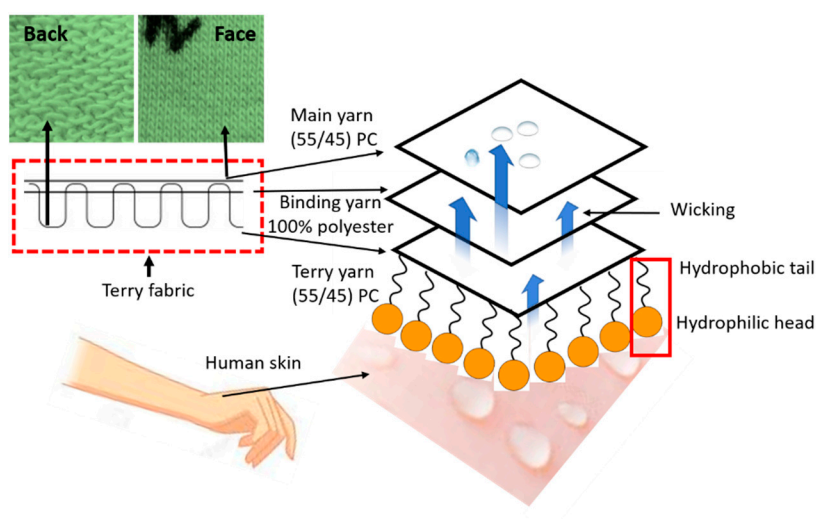 Back
Face
Main yarn
(55/45) PC
Binding yarn
100% polyester
Wicking
Terry yarn
(55/45) PC
Terry fabric
Hydrophobic tail
Hydrophilic head
Human skin